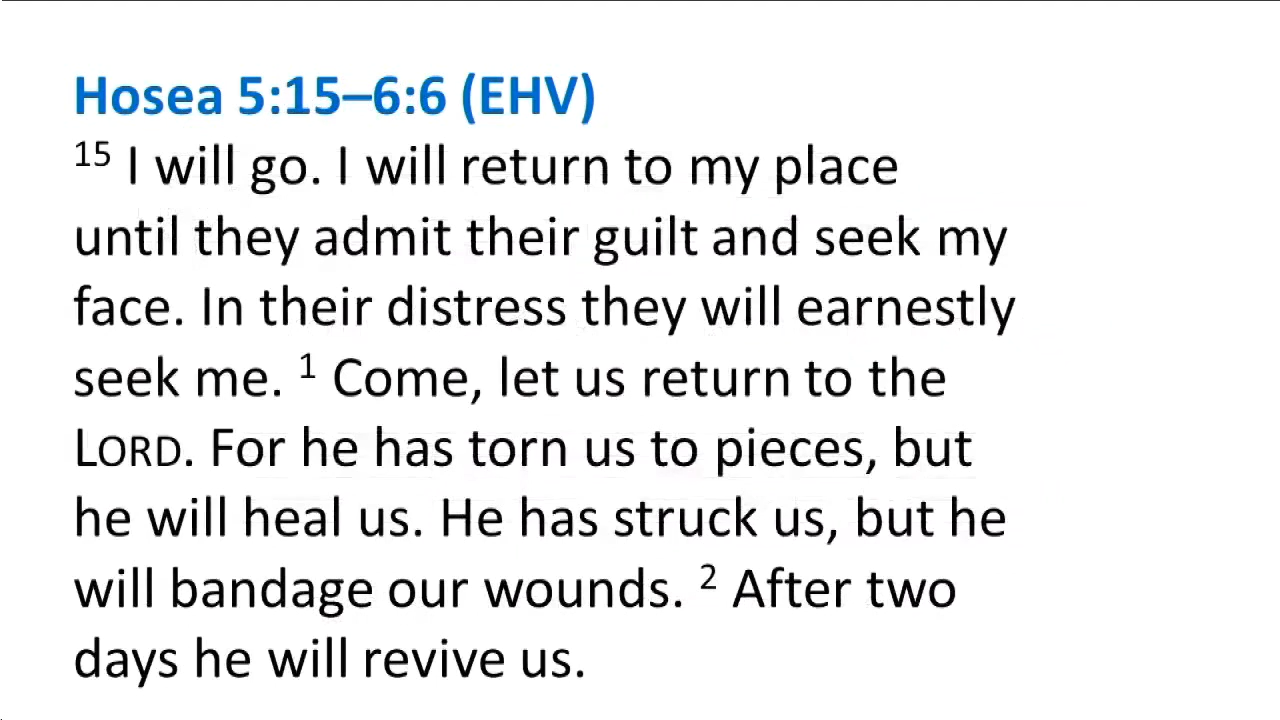 Hosea 5:15–6:6 (EHV)
15 I will go. I will return to my place
until they admit their guilt and seek my
face. In their distress they will earnestly
seek me. 1 Come, let us return to the
LORD. For he has torn us to pieces, but
he will heal us. He has struck us, but he
will bandage our wounds. 2 After two
days he will revive us.